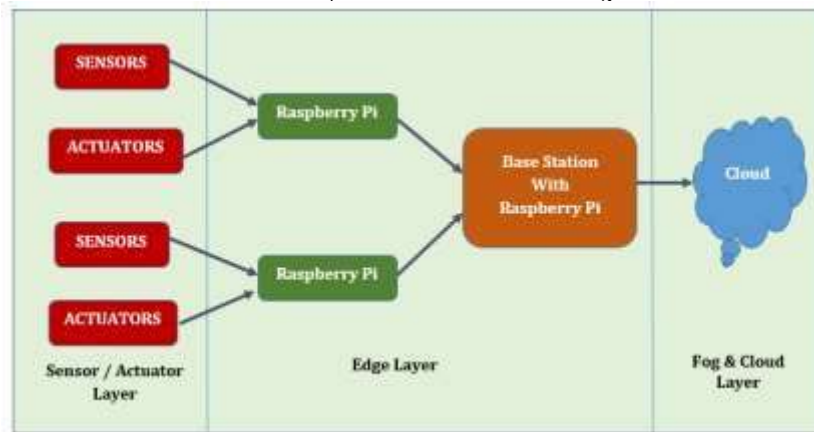 SENSORS
Raspberry Pi
ACTUATORS
Base Station
With
Raspberry Pi
Cloud
SENSORS
Raspberry Pi
ACTUATORS
Sensor / Actuator
Layer
Edge Layer
Fog & Cloud
Layer